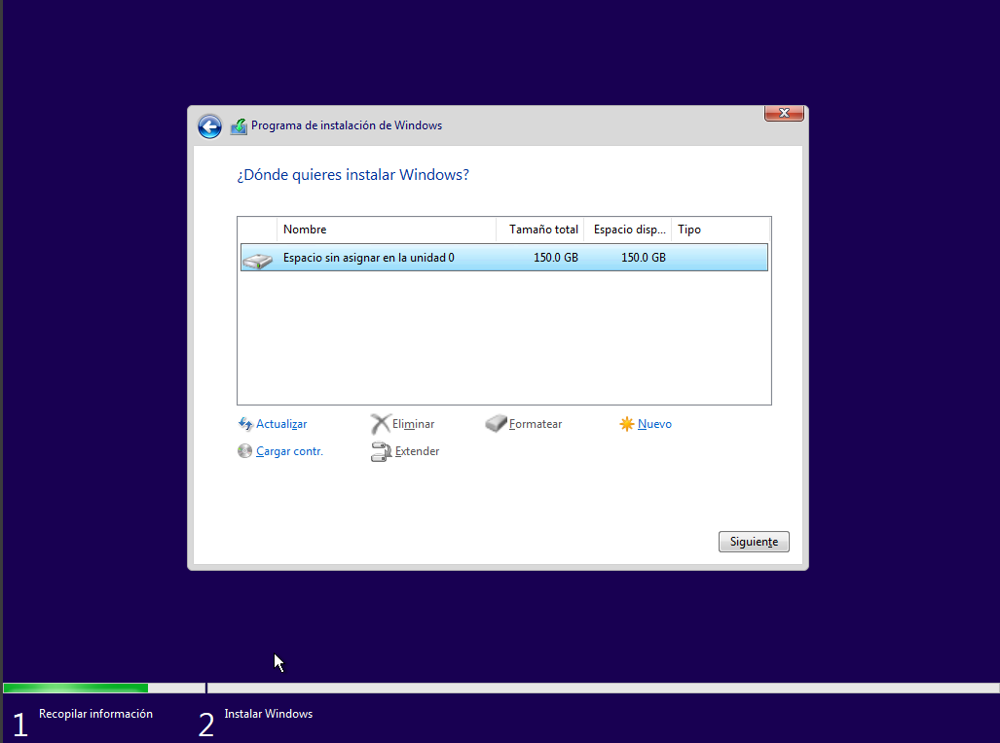 Programa de instalación de Windows
¿Dónde quieres instalar Windows?
Nombre Tamaño total Espacio disp... Tipo
Espacio sin asignar en la unidad 0 150.0 GB 150.0 GB
Actualizar Eliminar Formatear Nuevo
Cargar contr. Extender
Siguiente
1 Recopilar información 2 Instalar Windows